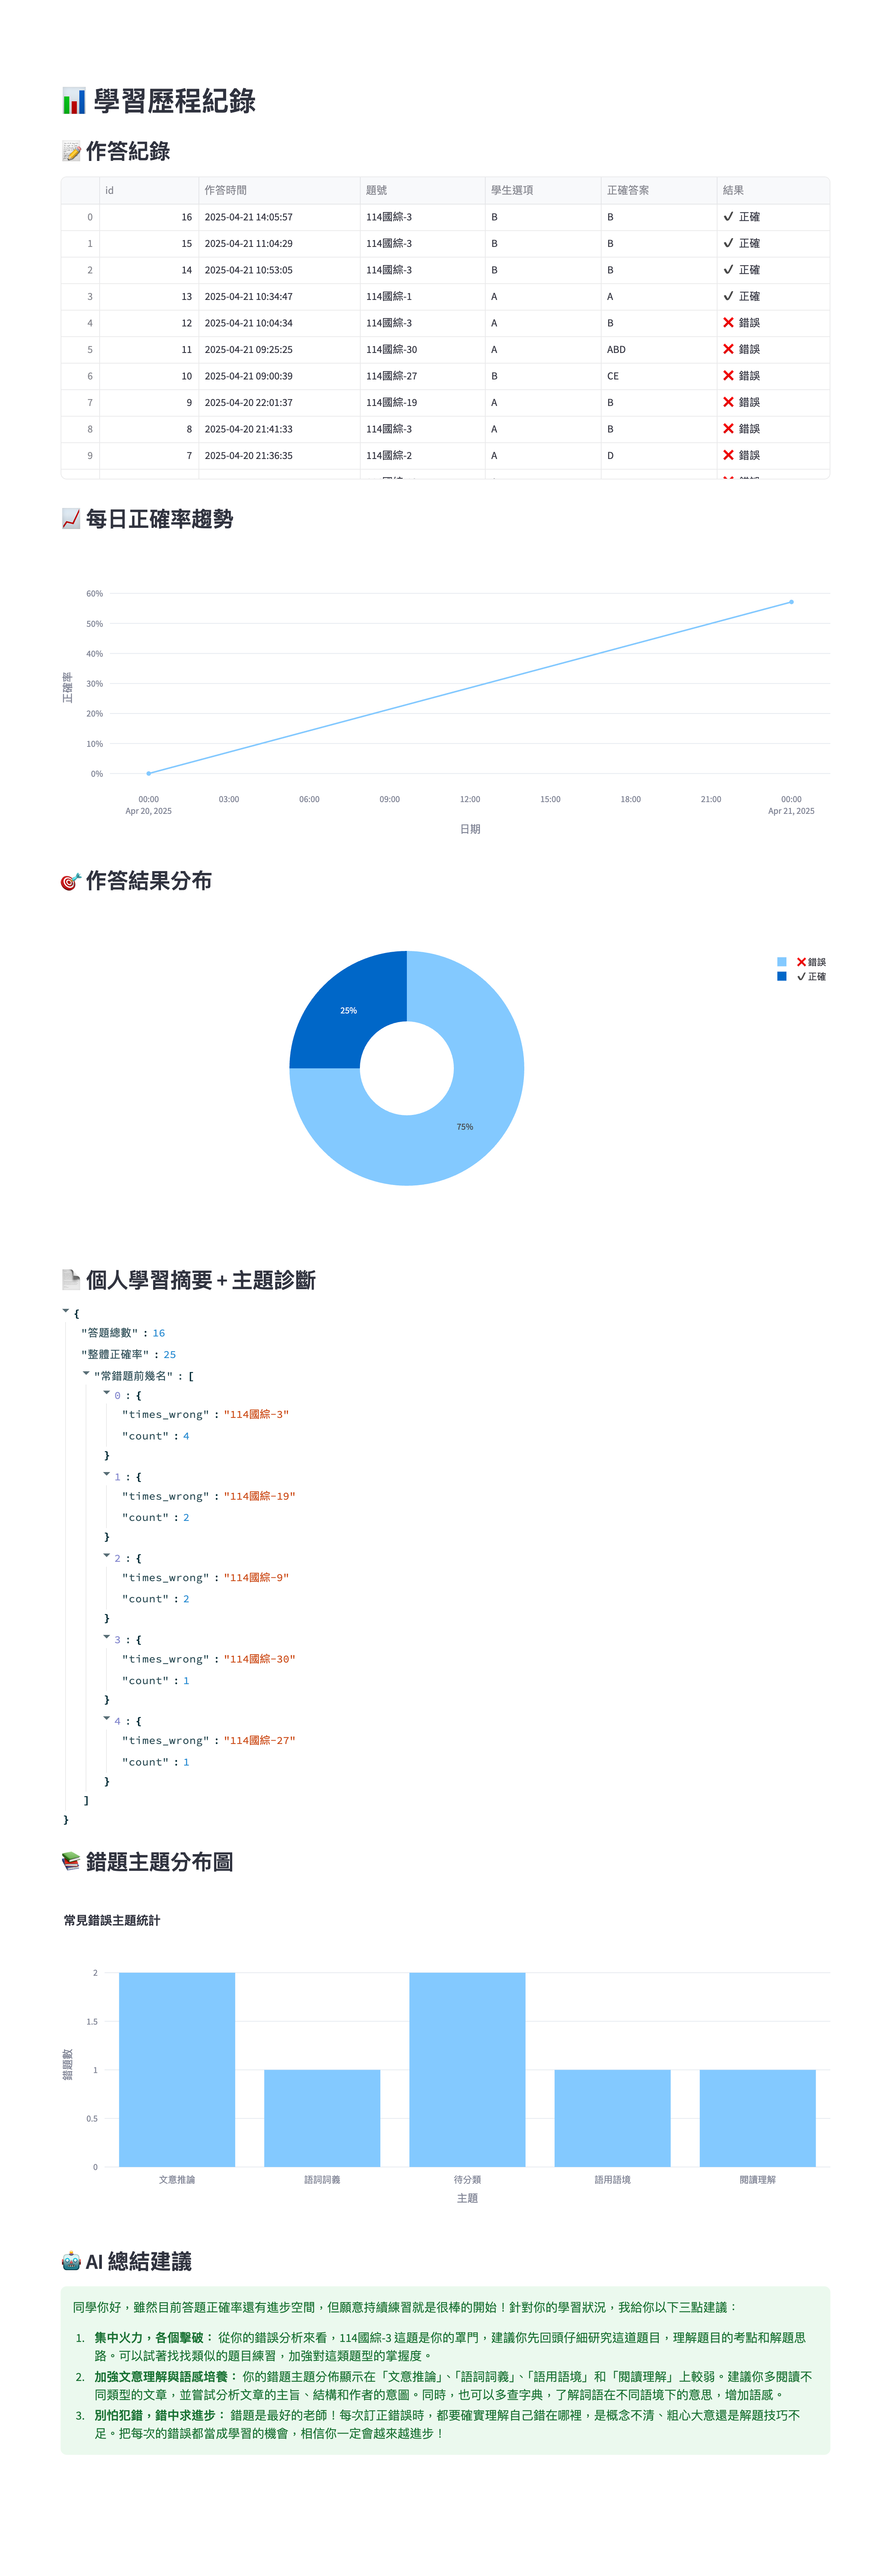 📊 學習歷程紀錄
📝 作答紀錄
id 作答時間 題號 學生選項 正確答案 結果
0 16 2025-04-21 14:05:57 114國綜-3 B B ✔ 正確
1 15 2025-04-21 11:04:29 114國綜-3 B B ✔ 正確
2 14 2025-04-21 10:53:05 114國綜-3 B B ✔ 正確
3 13 2025-04-21 10:34:47 114國綜-1 A A ✔ 正確
4 12 2025-04-21 10:04:34 114國綜-3 A B ❌ 錯誤
5 11 2025-04-21 09:25:25 114國綜-30 A ABD ❌ 錯誤
6 10 2025-04-21 09:00:39 114國綜-27 B CE ❌ 錯誤
7 9 2025-04-20 22:01:37 114國綜-19 A B ❌ 錯誤
8 8 2025-04-20 21:41:33 114國綜-3 A B ❌ 錯誤
9 7 2025-04-20 21:36:35 114國綜-2 A D ❌ 錯誤
📈 每日正確率趨勢
60%
50%
40%
30%
20%
10%
0%
正確率
00:00 03:00 06:00 09:00 12:00 15:00 18:00 21:00 00:00
Apr 20, 2025 Apr 21, 2025
日期
🎯 作答結果分布
❌ 錯誤
✔ 正確
25%
75%
個人學習摘要 + 主題診斷
{
"答題總數" : 16
"整體正確率" : 25
"常錯題前幾名" : [
0 : {
"times_wrong" : "114國綜-3"
"count" : 4
}
1 : {
"times_wrong" : "114國綜-19"
"count" : 2
}
2 : {
"times_wrong" : "114國綜-9"
"count" : 2
}
3 : {
"times_wrong" : "114國綜-30"
"count" : 1
}
4 : {
"times_wrong" : "114國綜-27"
"count" : 1
}
]
}
📚 錯題主題分布圖
常見錯誤主題統計
2
1.5
1
0.5
0
錯題數
文意推論 語詞詞義 待分類 語用語境 閱讀理解
主題
🤖 AI 總結建議
同學你好，雖然目前答題正確率還有進步空間，但願意持續練習就是很棒的開始！針對你的學習狀況，我給你以下三點建議：
1. 集中火力，各個擊破： 從你的錯誤分析來看，114國綜-3 這題是你的罩門，建議你先回頭仔細研究這道題目，理解題目的考點和解題思
路。可以試著找找類似的題目練習，加強對這類題型的掌握度。
2. 加強文意理解與語感培養： 你的錯題主題分佈顯示在「文意推論」、「語詞詞義」、「語用語境」和「閱讀理解」上較弱。建議你多閱讀不
同類型的文章，並嘗試分析文章的主旨、結構和作者的意圖。同時，也可以多查字典，了解詞語在不同語境下的意思，增加語感。
3. 別怕犯錯，錯中求進步： 錯題是最好的老師！每次訂正錯誤時，都要確實理解自己錯在哪裡，是概念不清、粗心大意還是解題技巧不
足。把每次的錯誤都當成學習的機會，相信你一定會越來越進步！